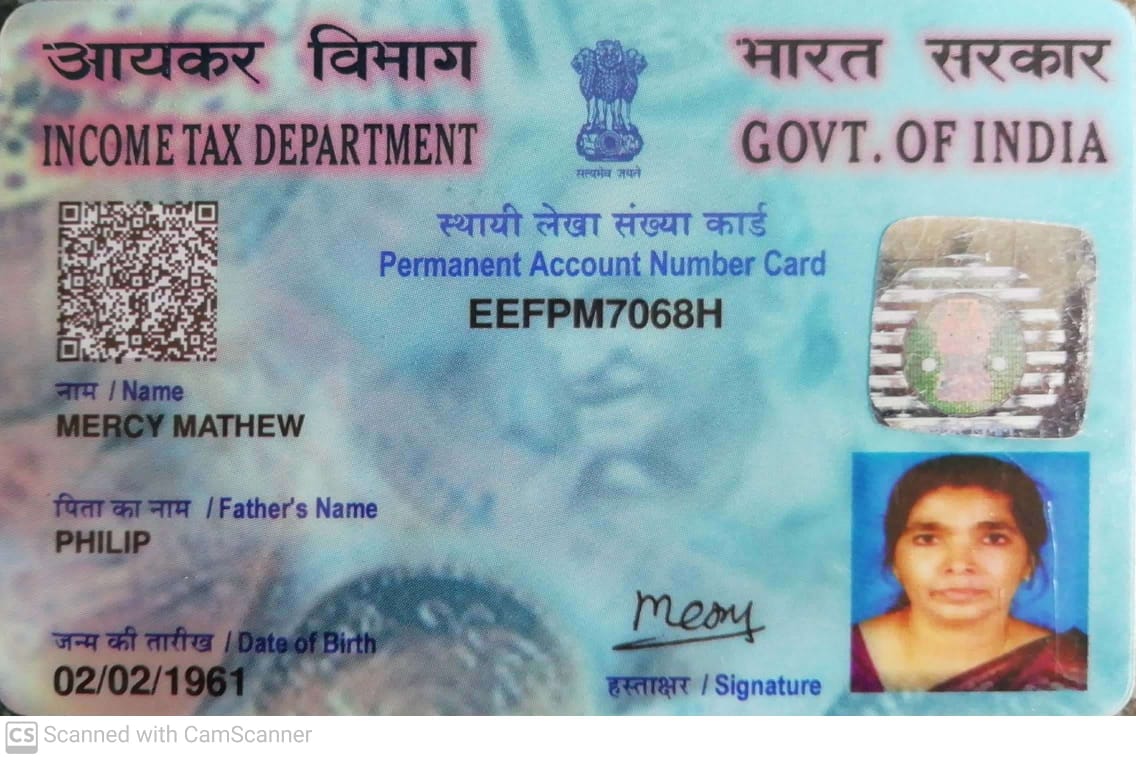 आयकर विभाग
INCOME TAX DEPARTMENT
सत्यमेव जयते
भारत सरकार
GOVT. OF INDIA
स्थायी लेखा संख्या कार्ड
Permanent Account Number Card
EEFPM7068H
नाम / Name
MERCY MATHEW
पिता का नाम / Father's Name
PHILIP
जन्म की तारीख / Date of Birth
02/02/1961
Mercy
हस्ताक्षर / Signature
CS Scanned with CamScanner